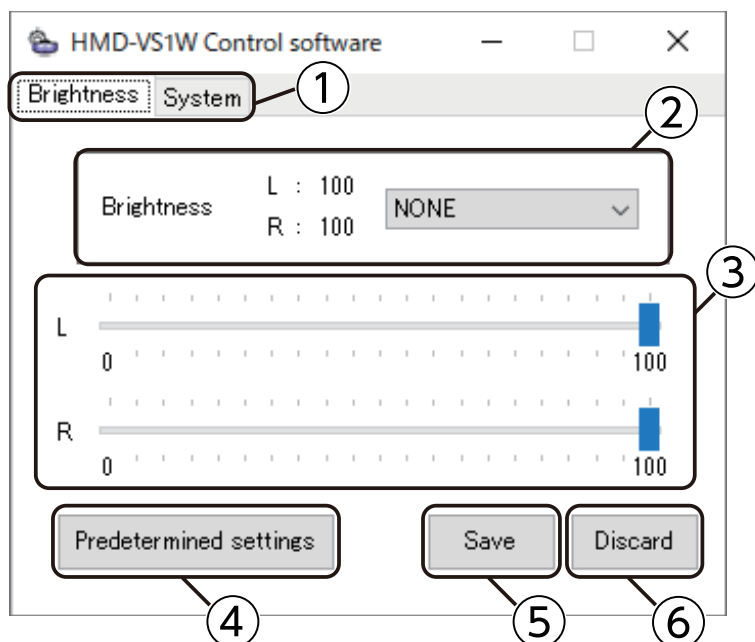 HMD-VS1W Control software
Brightness System 1
2
Brightness L : 100 NONE
R : 100
3
L
0 100
R
0 100
Predetermined settings Save Discard
4 5 6